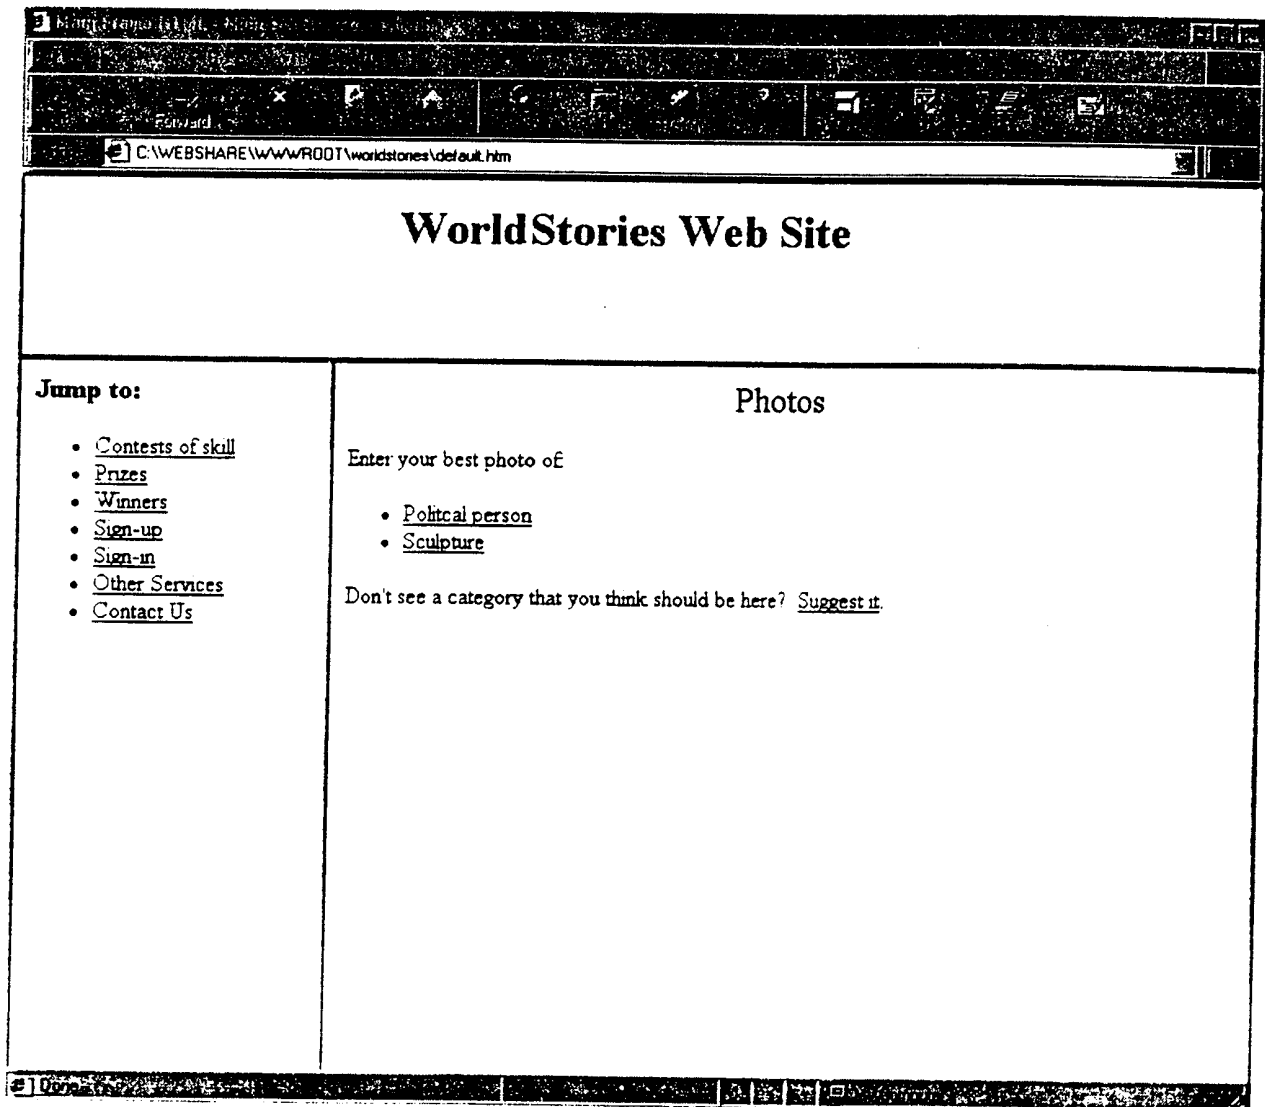 Forward
C:\WEBSHARE\WWWROOT\worldstories\default.htm
WorldStories Web Site
Jump to:
Contests of skill
Prizes
Winners
Sign-up
Sign-in
Other Services
Contact Us
Photos
Enter your best photo of:
Politcal person
Sculpture
Don't see a category that you think should be here? Suggest it.
Done